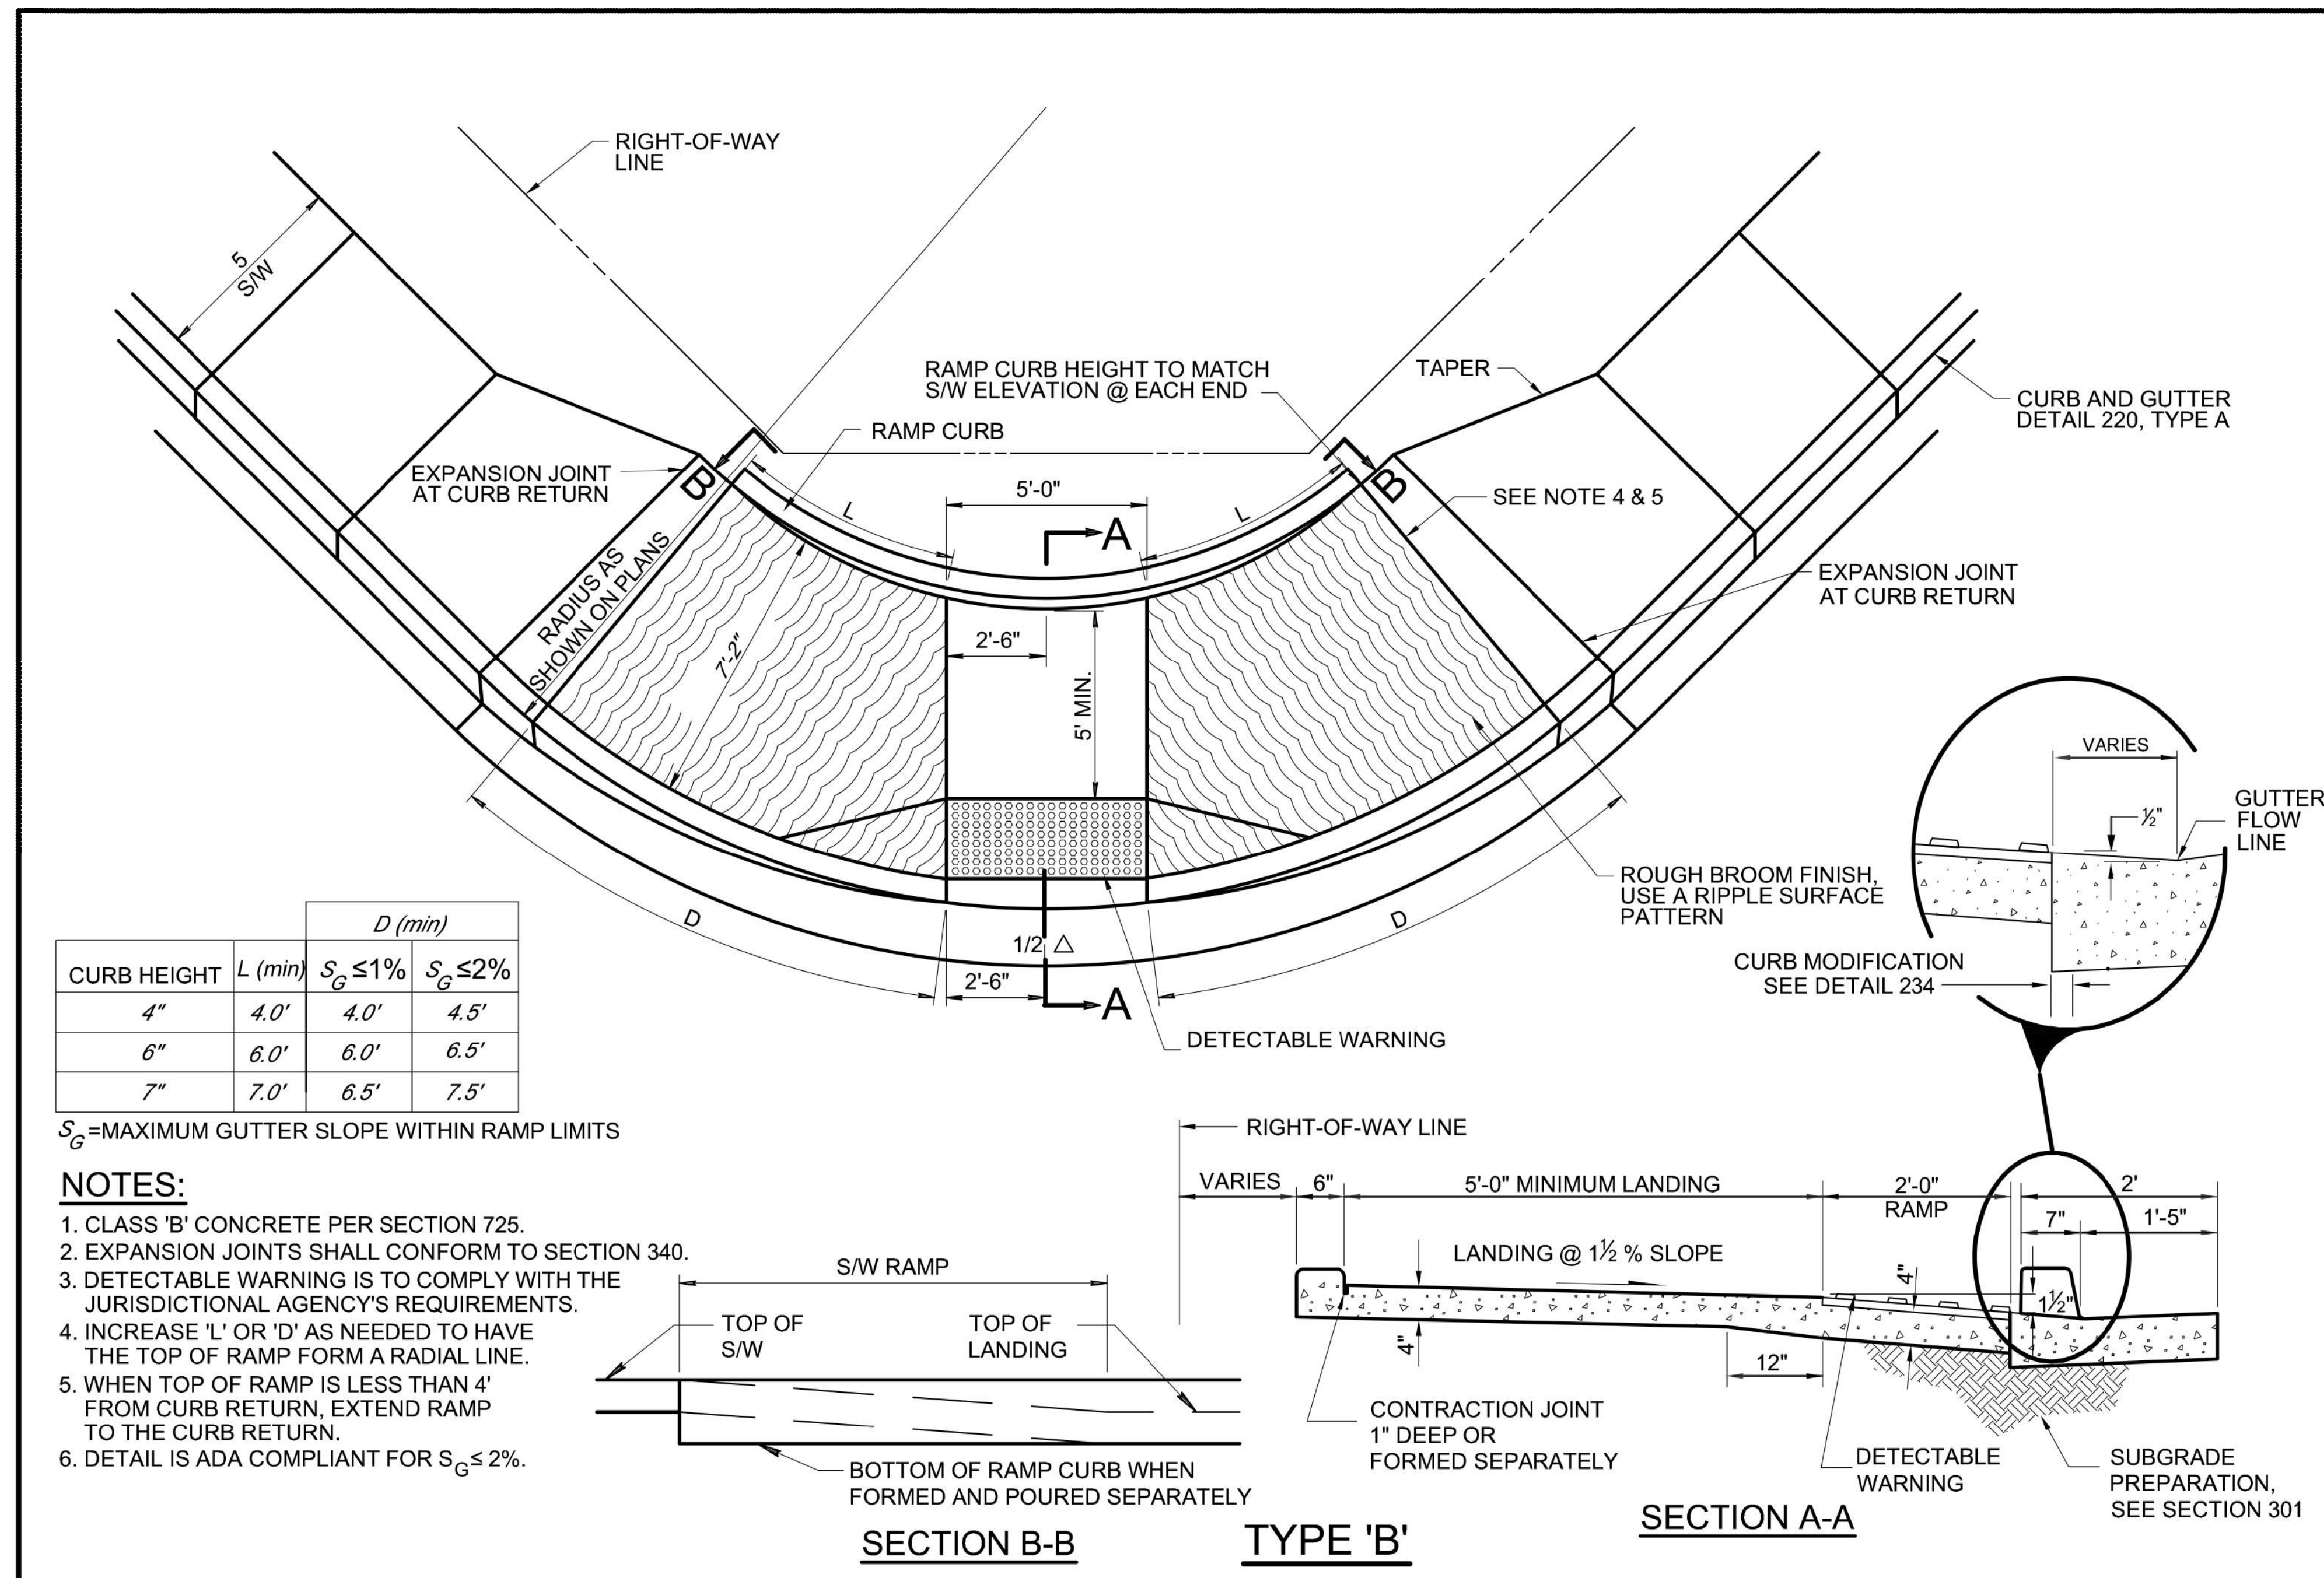 RIGHT-OF-WAY
LINE
5
S/W
RAMP CURB HEIGHT TO MATCH
S/W ELEVATION @ EACH END
TAPER
CURB AND GUTTER
DETAIL 220, TYPE A
RAMP CURB
EXPANSION JOINT
AT CURB RETURN
B
B
5'-0"
L
L
SEE NOTE 4 & 5
A
EXPANSION JOINT
AT CURB RETURN
RADIUS AS
SHOWN ON PLANS
7'-2"
2'-6"
5' MIN.
VARIES
½"
GUTTER
FLOW
LINE
ROUGH BROOM FINISH,
USE A RIPPLE SURFACE
PATTERN
D
D
1/2 △
2'-6"
A
CURB MODIFICATION
SEE DETAIL 234
DETECTABLE WARNING
D (min)
CURB HEIGHT L (min) SG ≤1% SG ≤2%
4" 4.0' 4.0' 4.5'
6" 6.0' 6.0' 6.5'
7" 7.0' 6.5' 7.5'
SG =MAXIMUM GUTTER SLOPE WITHIN RAMP LIMITS
NOTES:
1. CLASS 'B' CONCRETE PER SECTION 725.
2. EXPANSION JOINTS SHALL CONFORM TO SECTION 340.
3. DETECTABLE WARNING IS TO COMPLY WITH THE
JURISDICTIONAL AGENCY'S REQUIREMENTS.
4. INCREASE 'L' OR 'D' AS NEEDED TO HAVE
THE TOP OF RAMP FORM A RADIAL LINE.
5. WHEN TOP OF RAMP IS LESS THAN 4'
FROM CURB RETURN, EXTEND RAMP
TO THE CURB RETURN.
6. DETAIL IS ADA COMPLIANT FOR SG ≤ 2%.
S/W RAMP
TOP OF
S/W
TOP OF
LANDING
BOTTOM OF RAMP CURB WHEN
FORMED AND POURED SEPARATELY
SECTION B-B
TYPE 'B'
RIGHT-OF-WAY LINE
VARIES
6"
5'-0" MINIMUM LANDING
2'-0"
RAMP
2'
7"
1'-5"
LANDING @ 1½ % SLOPE
4"
1½"
4"
12"
CONTRACTION JOINT
1" DEEP OR
FORMED SEPARATELY
DETECTABLE
WARNING
SUBGRADE
PREPARATION,
SEE SECTION 301
SECTION A-A